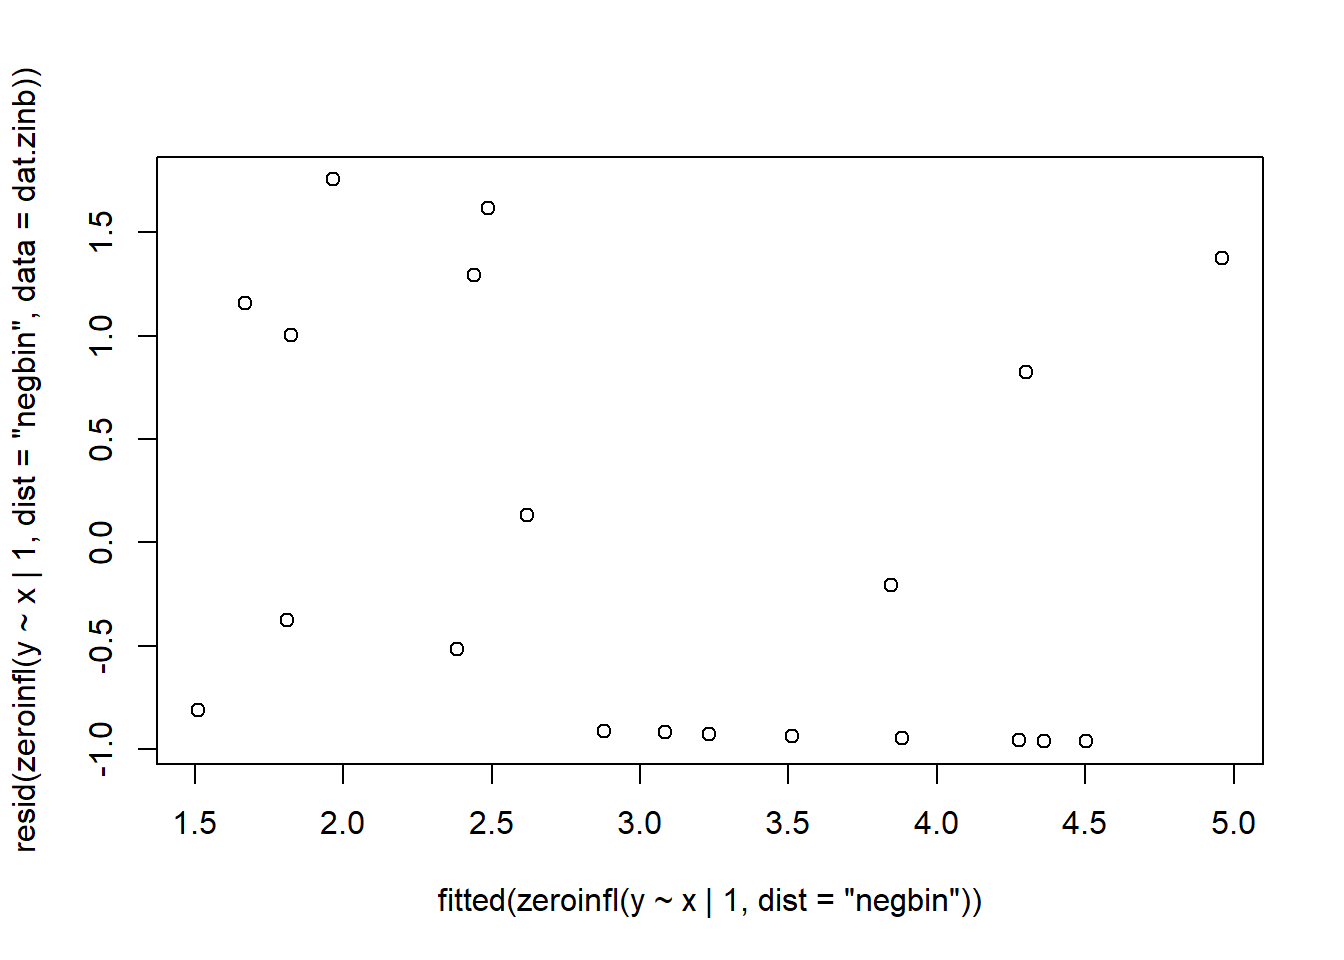 resid(zeroinfl(y ~ x | 1, dist = "negbin", data = dat.zinb))
1.5
1.0
0.5
0.0
-0.5
-1.0
1.5 2.0 2.5 3.0 3.5 4.0 4.5 5.0
fitted(zeroinfl(y ~ x | 1, dist = "negbin"))